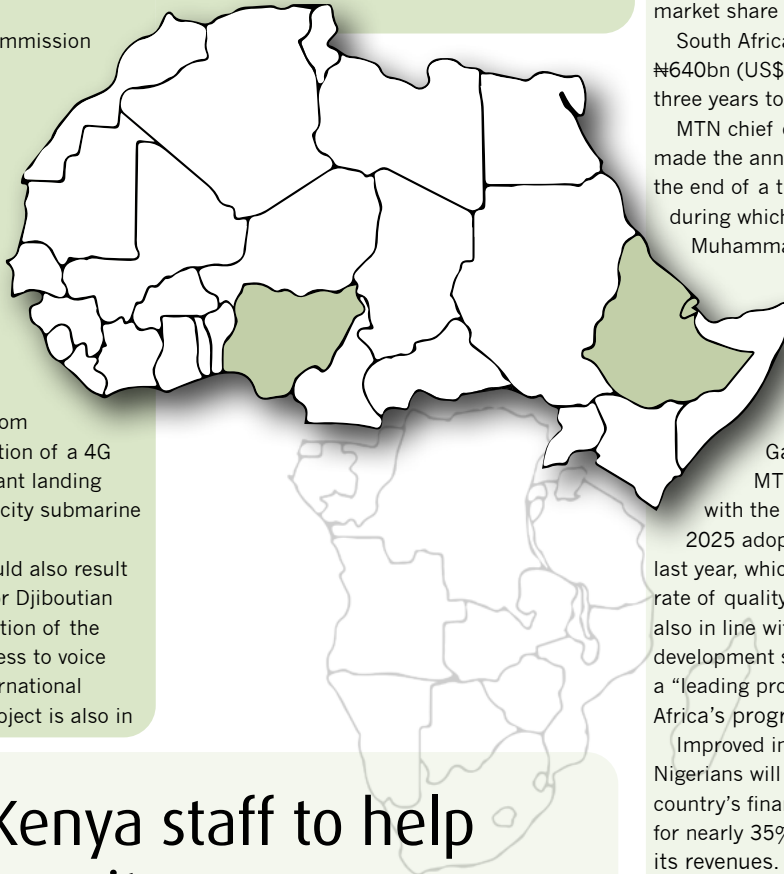 mmission
om
tion of a 4G
ant landing
city submarine
uld also result
or Djiboutian
tion of the
ess to voice
rnational
oject is also in
Kenya staff to help
market share
South Africa
₦640bn (US$
three years to
MTN chief
made the ann
the end of a t
during which
Muhamma
Ga
MT
with the
2025 adop
last year, whic
rate of quality
also in line wi
development s
a “leading pro
Africa’s progr
Improved in
Nigerians will
country’s fina
for nearly 35%
its revenues.